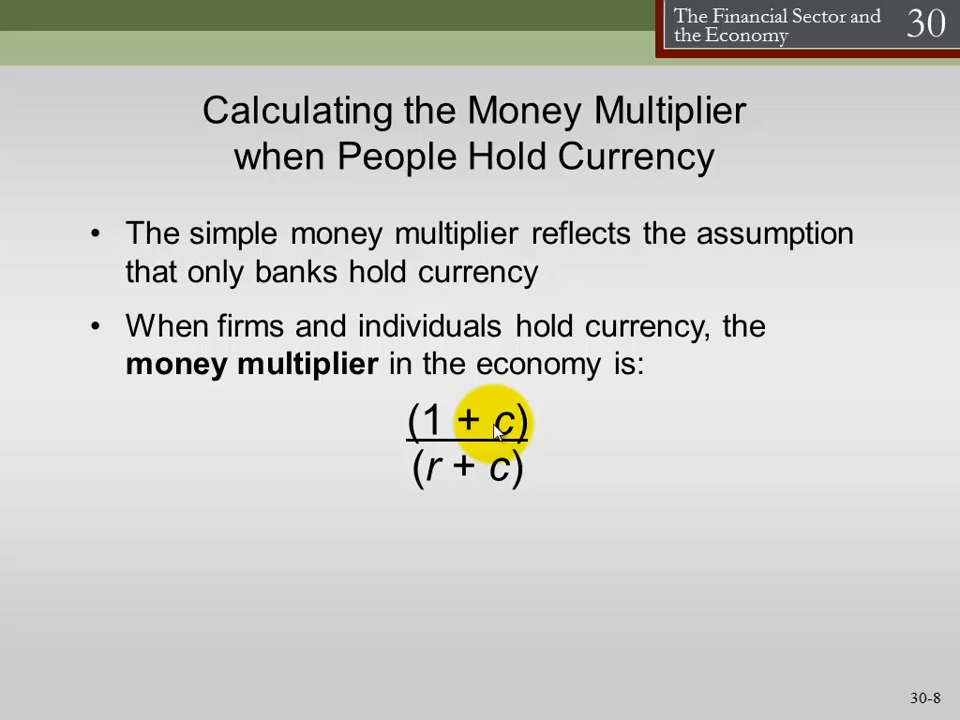 The Financial Sector and
the Economy
30
Calculating the Money Multiplier
when People Hold Currency
• The simple money multiplier reflects the assumption
that only banks hold currency
• When firms and individuals hold currency, the
money multiplier in the economy is:
(1 + c)
(r + c)
30-8